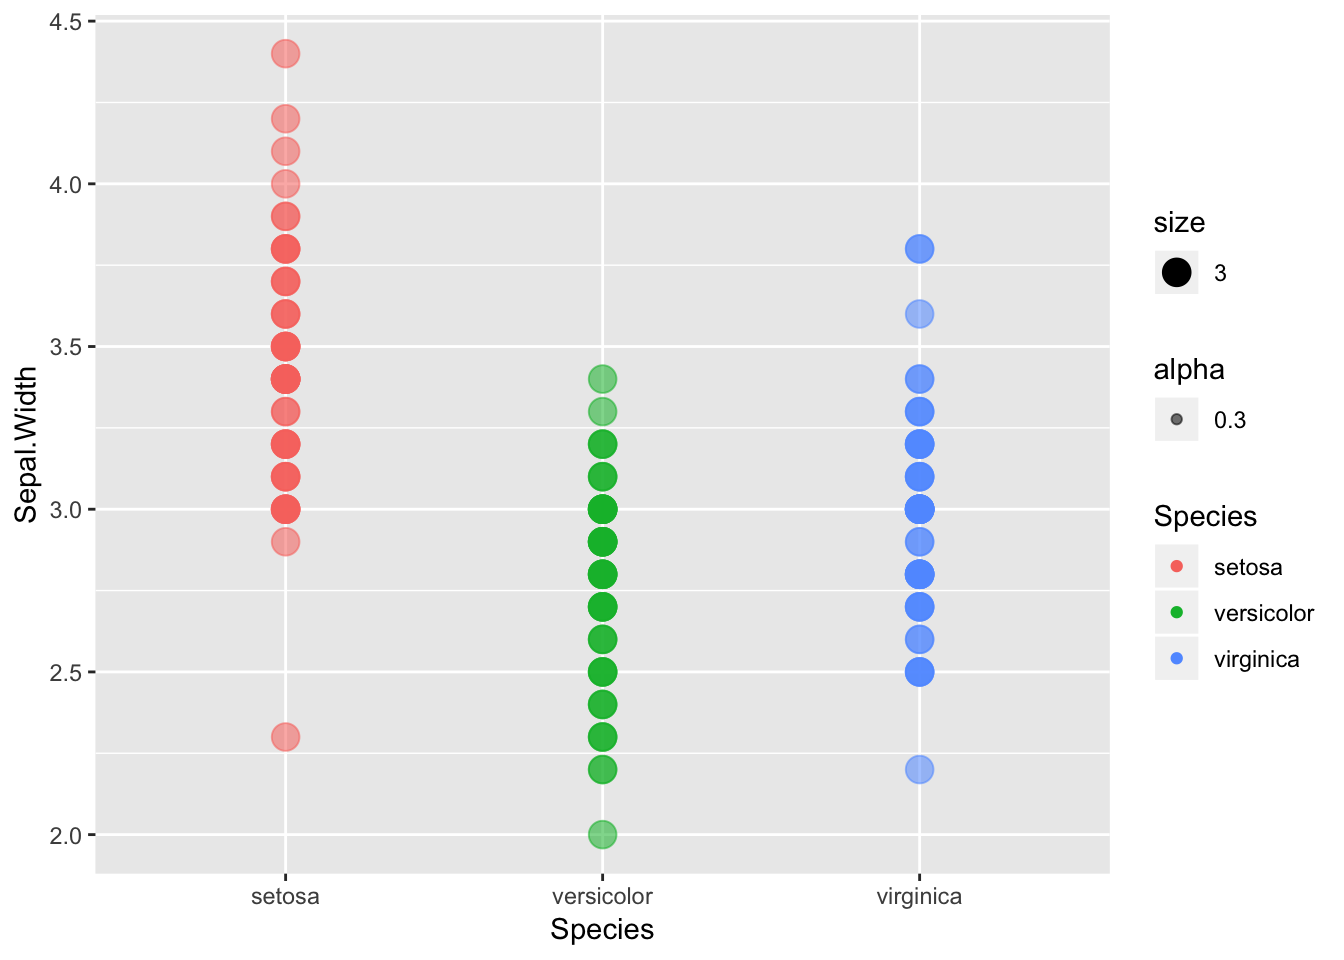 4.5
4.0
3.5
3.0
2.5
2.0
Sepal.Width
setosa versicolor virginica
Species
size
3
alpha
0.3
Species
setosa
versicolor
virginica